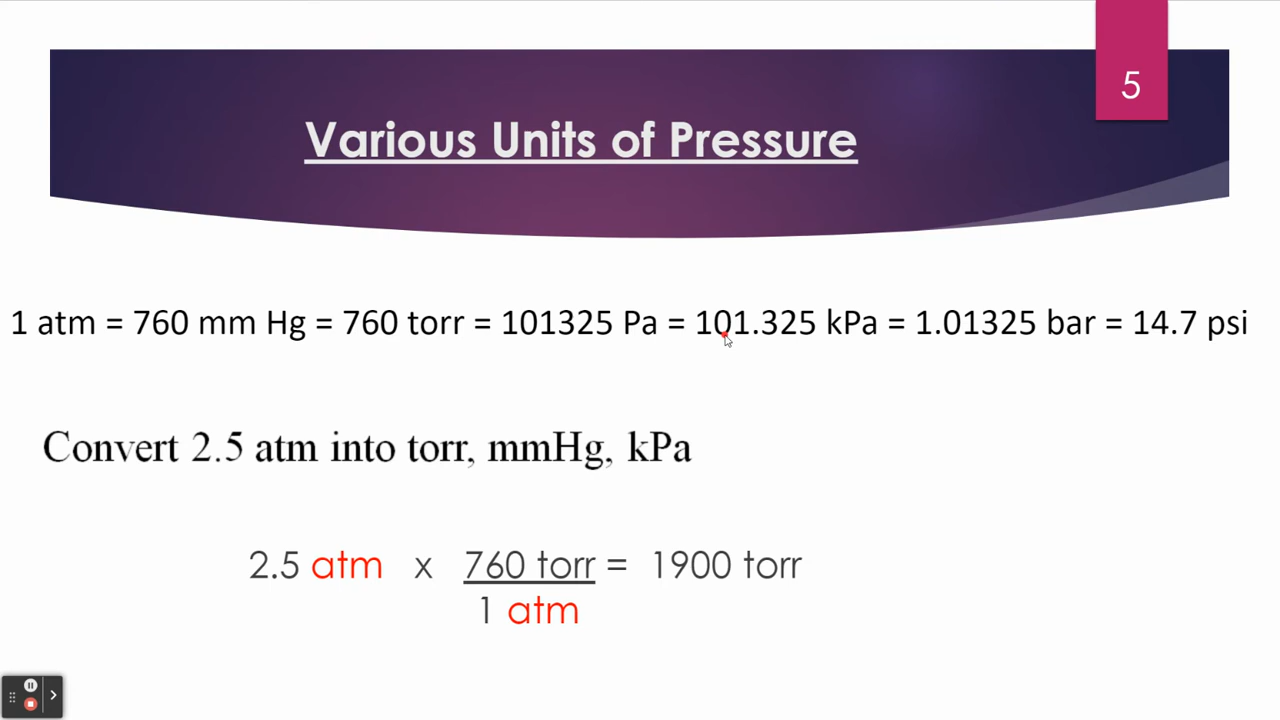 5
Various Units of Pressure
1 atm = 760 mm Hg = 760 torr = 101325 Pa = 101.325 kPa = 1.01325 bar = 14.7 psi
Convert 2.5 atm into torr, mmHg, kPa
2.5 atm x 760 torr = 1900 torr
1 atm